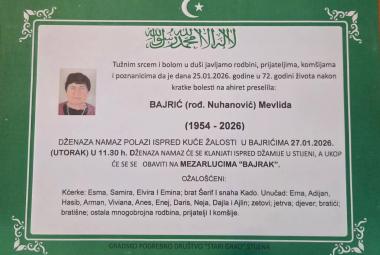 لا إله إلا الله محمد رسول الله
Tužnim srcem i bolom u duši javljamo rodbini, prijateljima, komšijama
i poznanicima da je dana 25.01.2026. godine u 72. godini života nakon
kratke bolesti na ahiret preselila:
BAJRIĆ (rođ. Nuhanović) Mevlida
(1954 - 2026)
DŽENAZA NAMAZ POLAZI ISPRED KUĆE ŽALOSTI U BAJRIĆIMA 27.01.2026.
(UTORAK) U 11.30 h. DŽENAZA NAMAZ ĆE SE KLANJATI ISPRED DŽAMIJE U STIJENI, A UKOP
ĆE SE SE OBAVITI NA MEZARLUCIMA "BAJRAK".
OŽALOŠĆENI:
Kćerke: Esma, Samira, Elvira i Emina; brat Šerif i snaha Kado. Unučad: Ema, Adijan,
Hasib, Arman, Viviana, Anes, Enej, Daris, Neja, Dajla i Ajlin; zetovi; jetrva; djever, bratići;
bratišne; ostala mnogobrojna rodbina, prijatelji I komšije.
GRADSKO POGREBNO DRUŠTVO "STARI GRAD" STIJENA